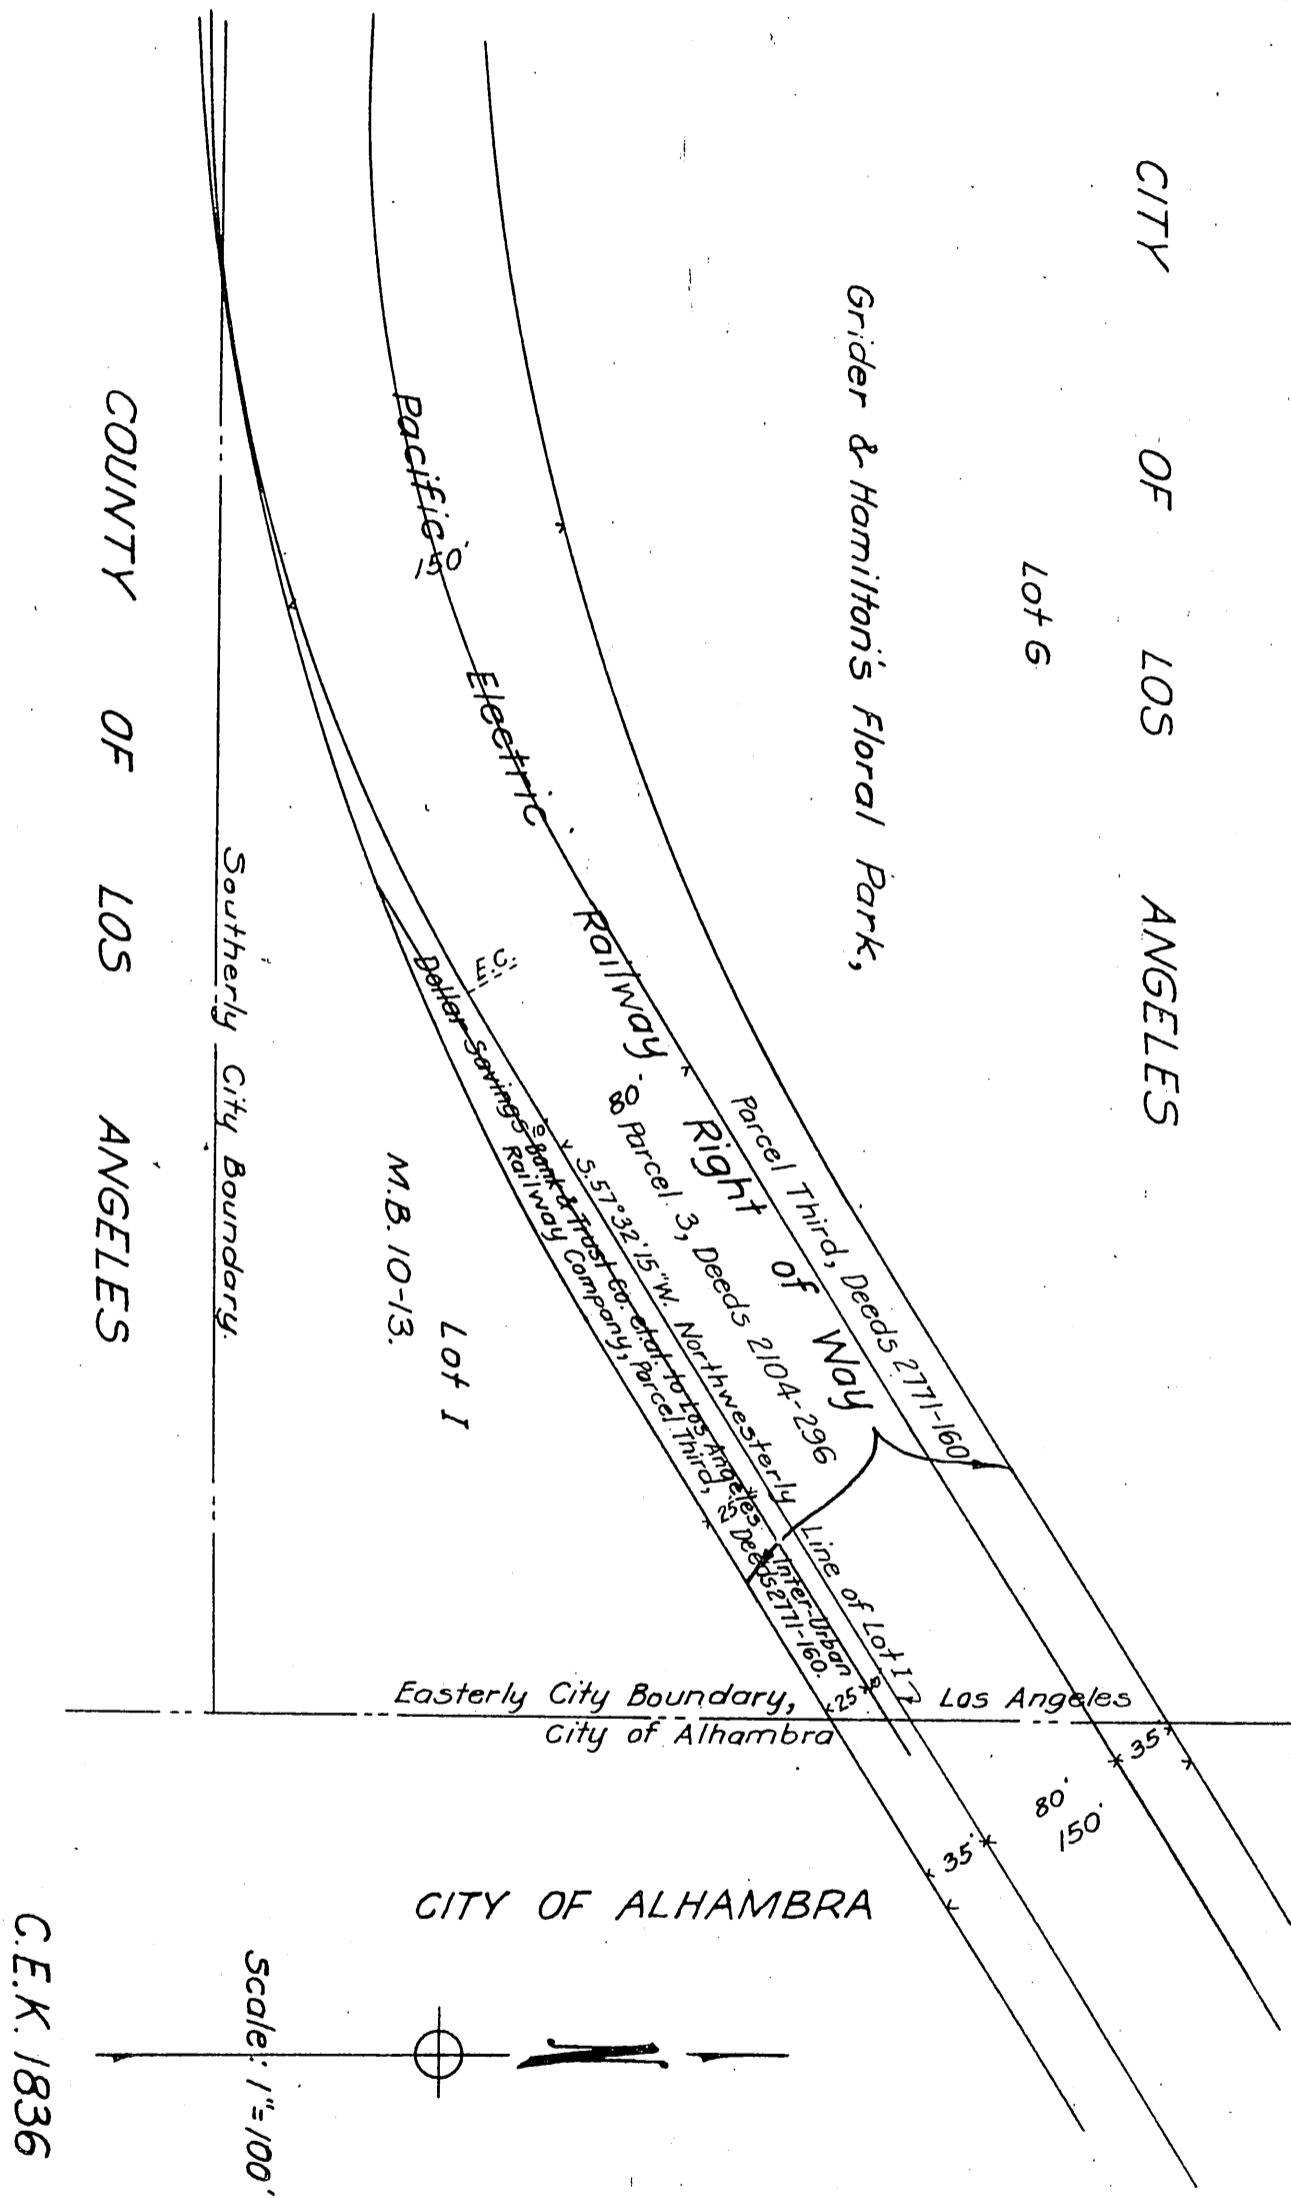 CITY OF LOS ANGELES
Lot G
Grider & Hamilton's Floral Park,
Pacific Electric Railway Right of Way
150'
80'
Parcel Third, Deeds 2771-160
Parcel 3, Deeds 2104-296
E.C.
S.57°32'15"W. Northwesterly Line of Lot I
Dollar Savings Bank & Trust Co. et al. to Los Angeles Inter-Urban
Railway Company, Parcel Third, Deeds 2771-160.
25'
Lot I
M.B. 10-13.
Southerly City Boundary.
COUNTY OF LOS ANGELES
Easterly City Boundary, Los Angeles
City of Alhambra
25'
35'
80'
150'
35'
CITY OF ALHAMBRA
N
Scale: 1"=100'
C.E.K. 1836